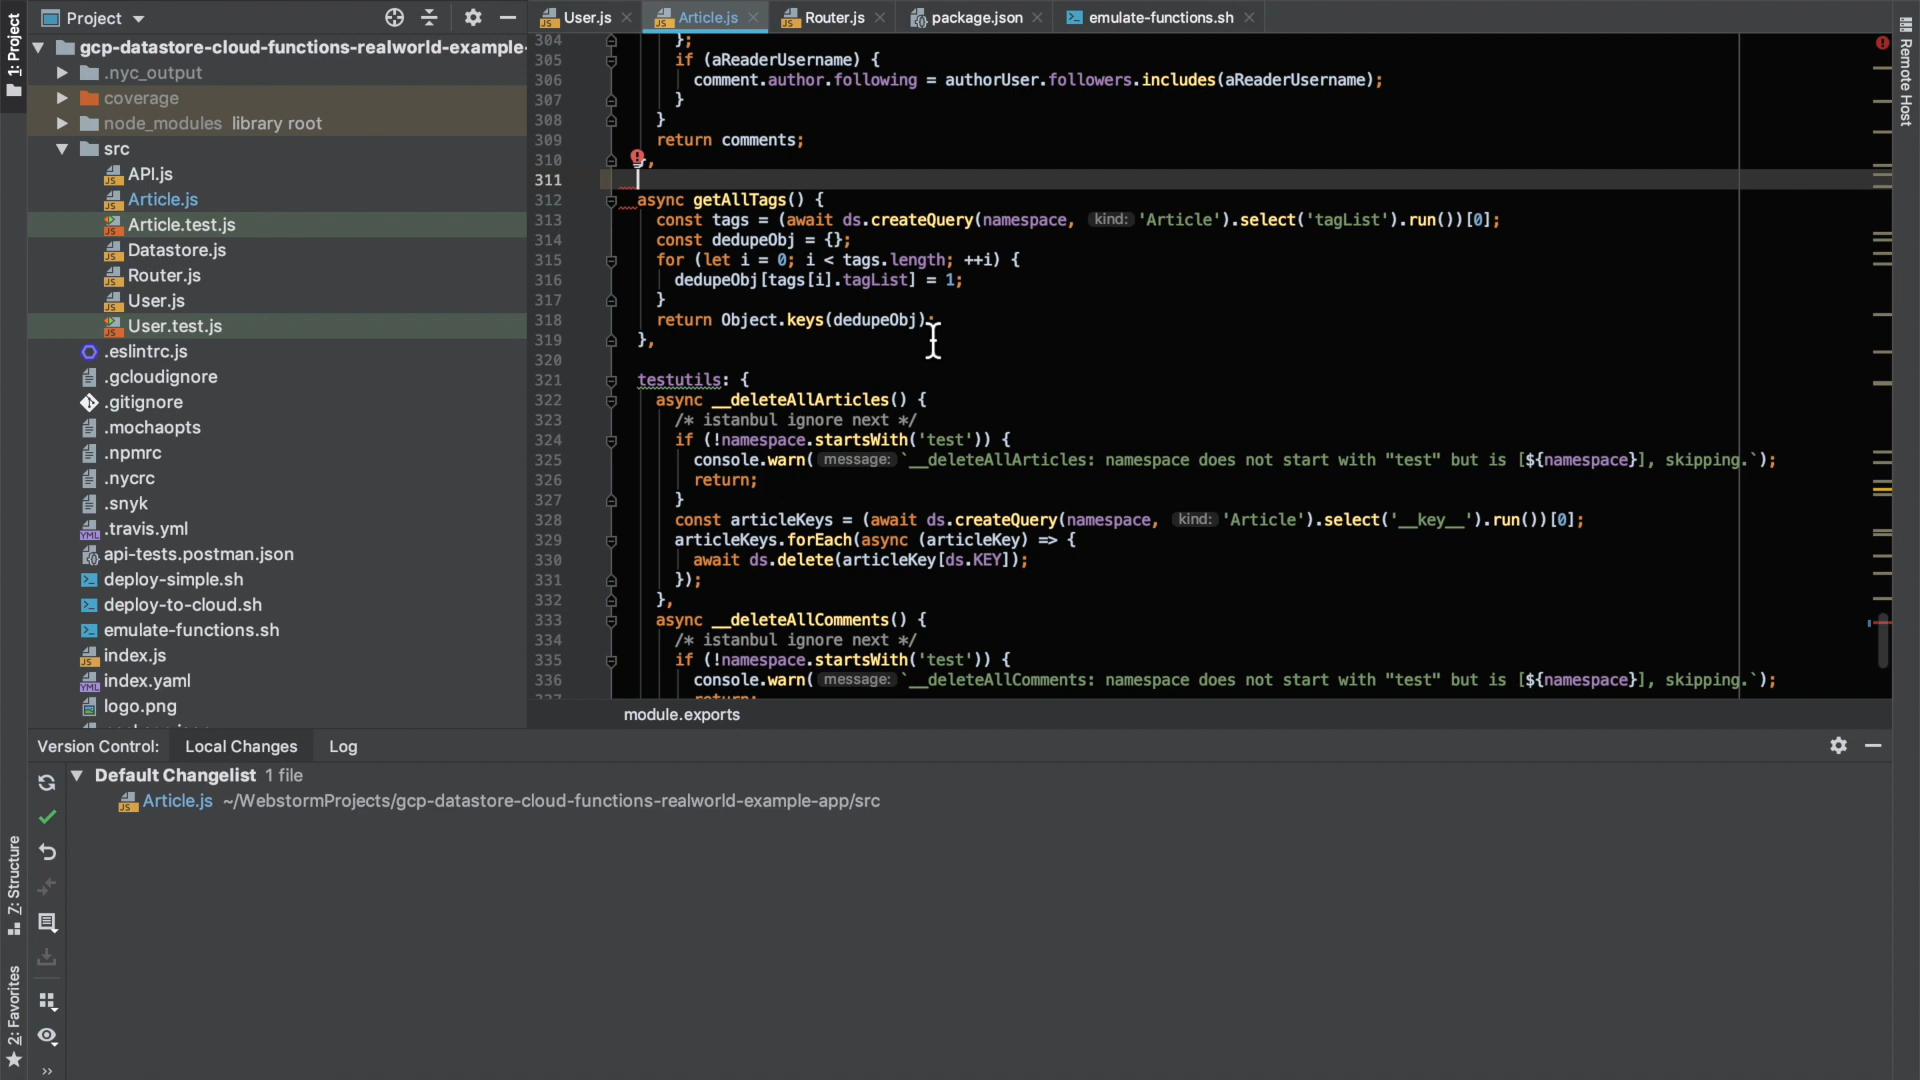 1: Project
Project
gcp-datastore-cloud-functions-realworld-example-
.nyc_output
coverage
node_modules library root
src
API.js
Article.js
Article.test.js
Datastore.js
Router.js
User.js
User.test.js
.eslintrc.js
.gcloudignore
.gitignore
.mochaopts
.npmrc
.nycrc
.snyk
.travis.yml
api-tests.postman.json
deploy-simple.sh
deploy-to-cloud.sh
emulate-functions.sh
index.js
index.yaml
logo.png
User.js
Article.js
Router.js
package.json
emulate-functions.sh
304 };
305 if (aReaderUsername) {
306 comment.author.following = authorUser.followers.includes(aReaderUsername);
307 }
308 }
309 return comments;
310 },
311
312 async getAllTags() {
313 const tags = (await ds.createQuery(namespace, kind: 'Article').select('tagList').run())[0];
314 const dedupeObj = {};
315 for (let i = 0; i < tags.length; ++i) {
316 dedupeObj[tags[i].tagList] = 1;
317 }
318 return Object.keys(dedupeObj);
319 },
320
321 testutils: {
322 async __deleteAllArticles() {
323 /* istanbul ignore next */
324 if (!namespace.startsWith('test')) {
325 console.warn( message: `__deleteAllArticles: namespace does not start with "test" but is [${namespace}], skipping.`);
326 return;
327 }
328 const articleKeys = (await ds.createQuery(namespace, kind: 'Article').select('__key__').run())[0];
329 articleKeys.forEach(async (articleKey) => {
330 await ds.delete(articleKey[ds.KEY]);
331 });
332 },
333 async __deleteAllComments() {
334 /* istanbul ignore next */
335 if (!namespace.startsWith('test')) {
336 console.warn( message: `__deleteAllComments: namespace does not start with "test" but is [${namespace}], skipping.`);
337 return;
module.exports
Remote Host
Version Control: Local Changes Log
Default Changelist 1 file
Article.js ~/WebstormProjects/gcp-datastore-cloud-functions-realworld-example-app/src
Z: Structure
2: Favorites